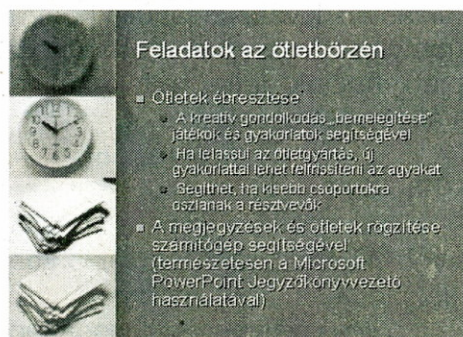 Feladatok az ötletbörzén
Ötletek ébresztése
A kreatív gondolkodás „bemelegítése”
játékok és gyakorlatok segítségével
Ha lelassul az ötletgyártás, új
gyakorlattal lehet felfrissíteni az agyakat
Segíthet, ha kisebb csoportokra
oszlanak a résztvevők
A megjegyzések és ötletek rögzítése
számítógép segítségével
(természetesen a Microsoft
PowerPoint Jegyzőkönyvvezető
használatával)